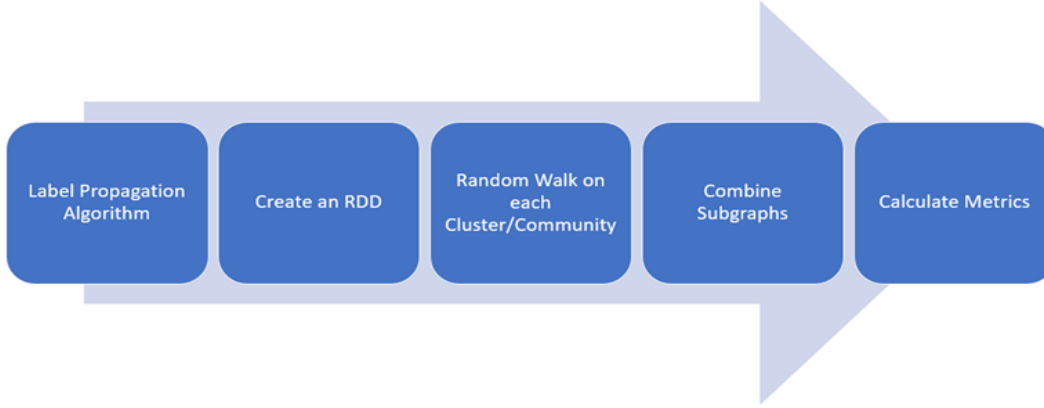 Label Propagation
Algorithm
Create an RDD
Random Walk on
each
Cluster/Community
Combine
Subgraphs
Calculate Metrics